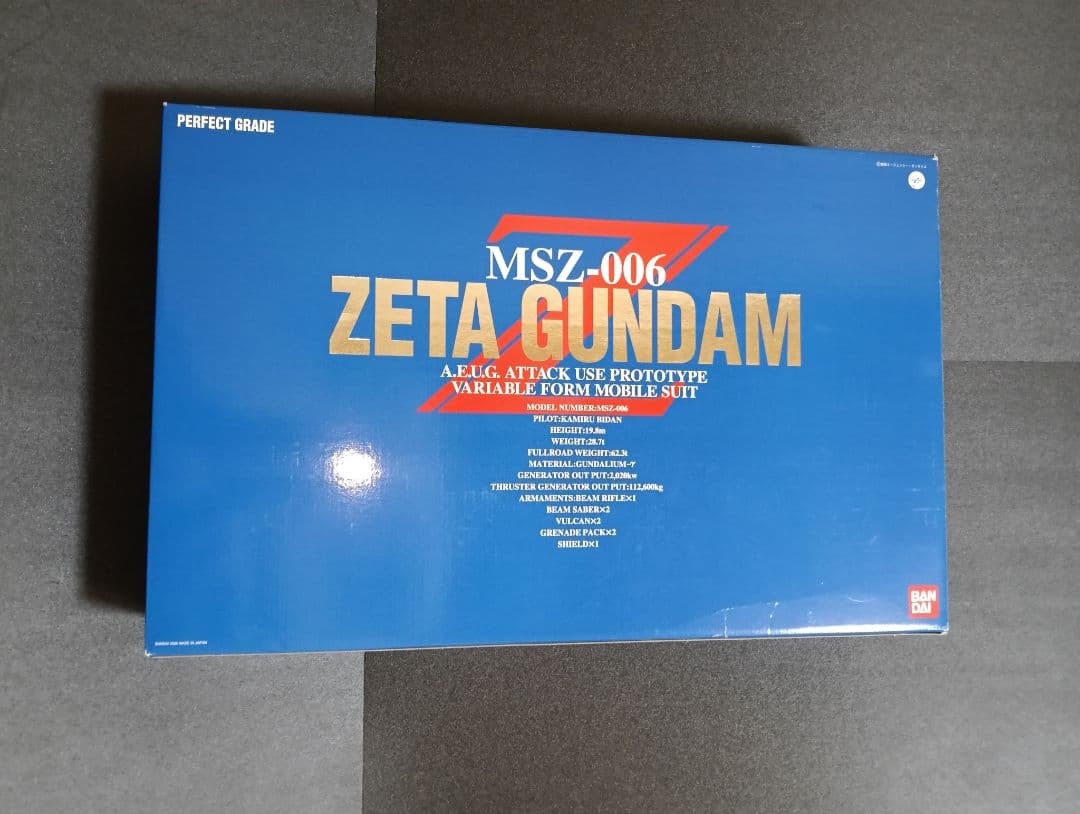 PERFECT GRADE
MSZ-006
ZETA GUNDAM
A.E.U.G. ATTACK USE PROTOTYPE
VARIABLE FORM MOBILE SUIT
MODEL NUMBER:MSZ-006
PILOT:KAMIRU BIDAN
HEIGHT:19.8m
WEIGHT:28.7t
FULLROAD WEIGHT:62.3t
MATERIAL:GUNDALIUM-γ
GENERATOR OUT PUT:2,020kw
THRUSTER GENERATOR OUT PUT:112,600kg
ARMAMENTS:BEAM RIFLE×1
BEAM SABER×2
VULCAN×2
GRENADE PACK×2
SHIELD×1
BAN
DAI